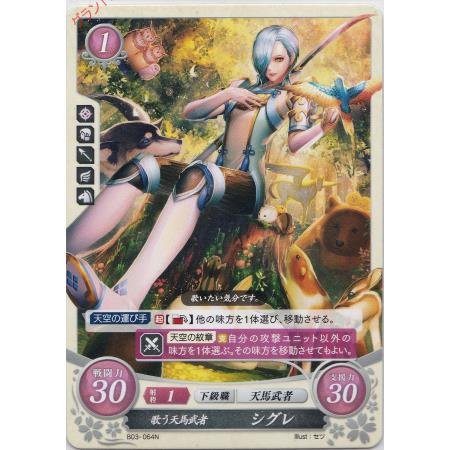 グランド
1
歌いたい気分です。
天空の運び手 起【 】他の味方を1体選び、移動させる。
天空の紋章 支 自分の攻撃ユニット以外の
味方を1体選ぶ。その味方を移動させてもよい。
戦闘力 30
射程 1 下級職 天馬武者
支援力 30
歌う天馬武者 シグレ
B03-064N
Illust:セツ